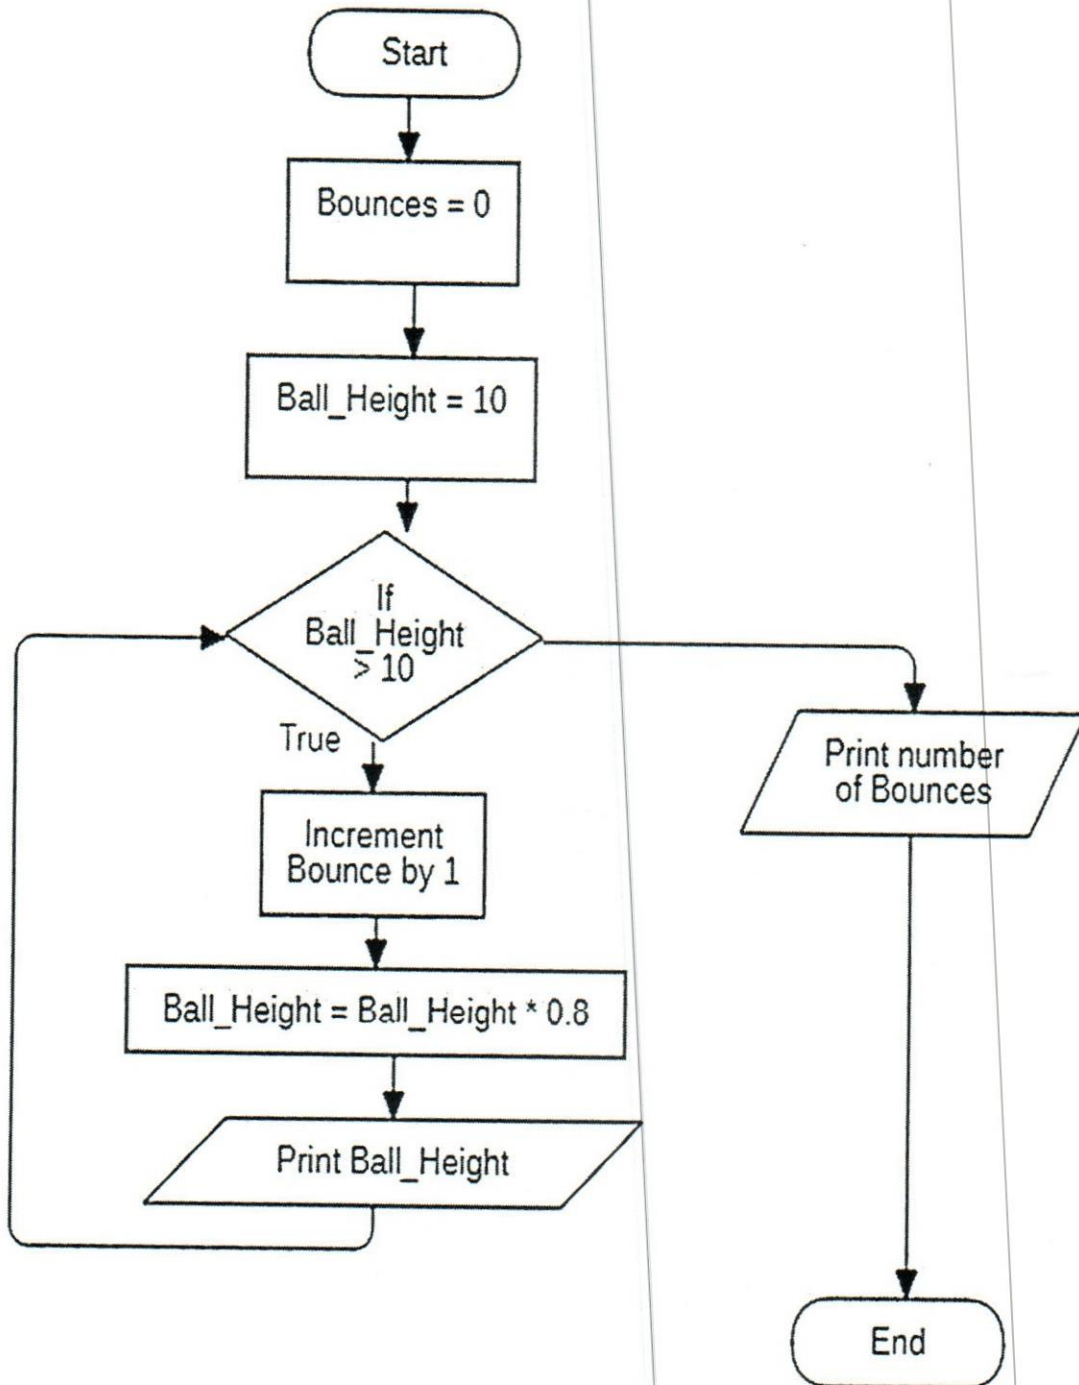 Start
Bounces = 0
Ball_Height = 10
If
Ball_Height
> 10
True
Increment
Bounce by 1
Ball_Height = Ball_Height * 0.8
Print Ball_Height
Print number
of Bounces
End